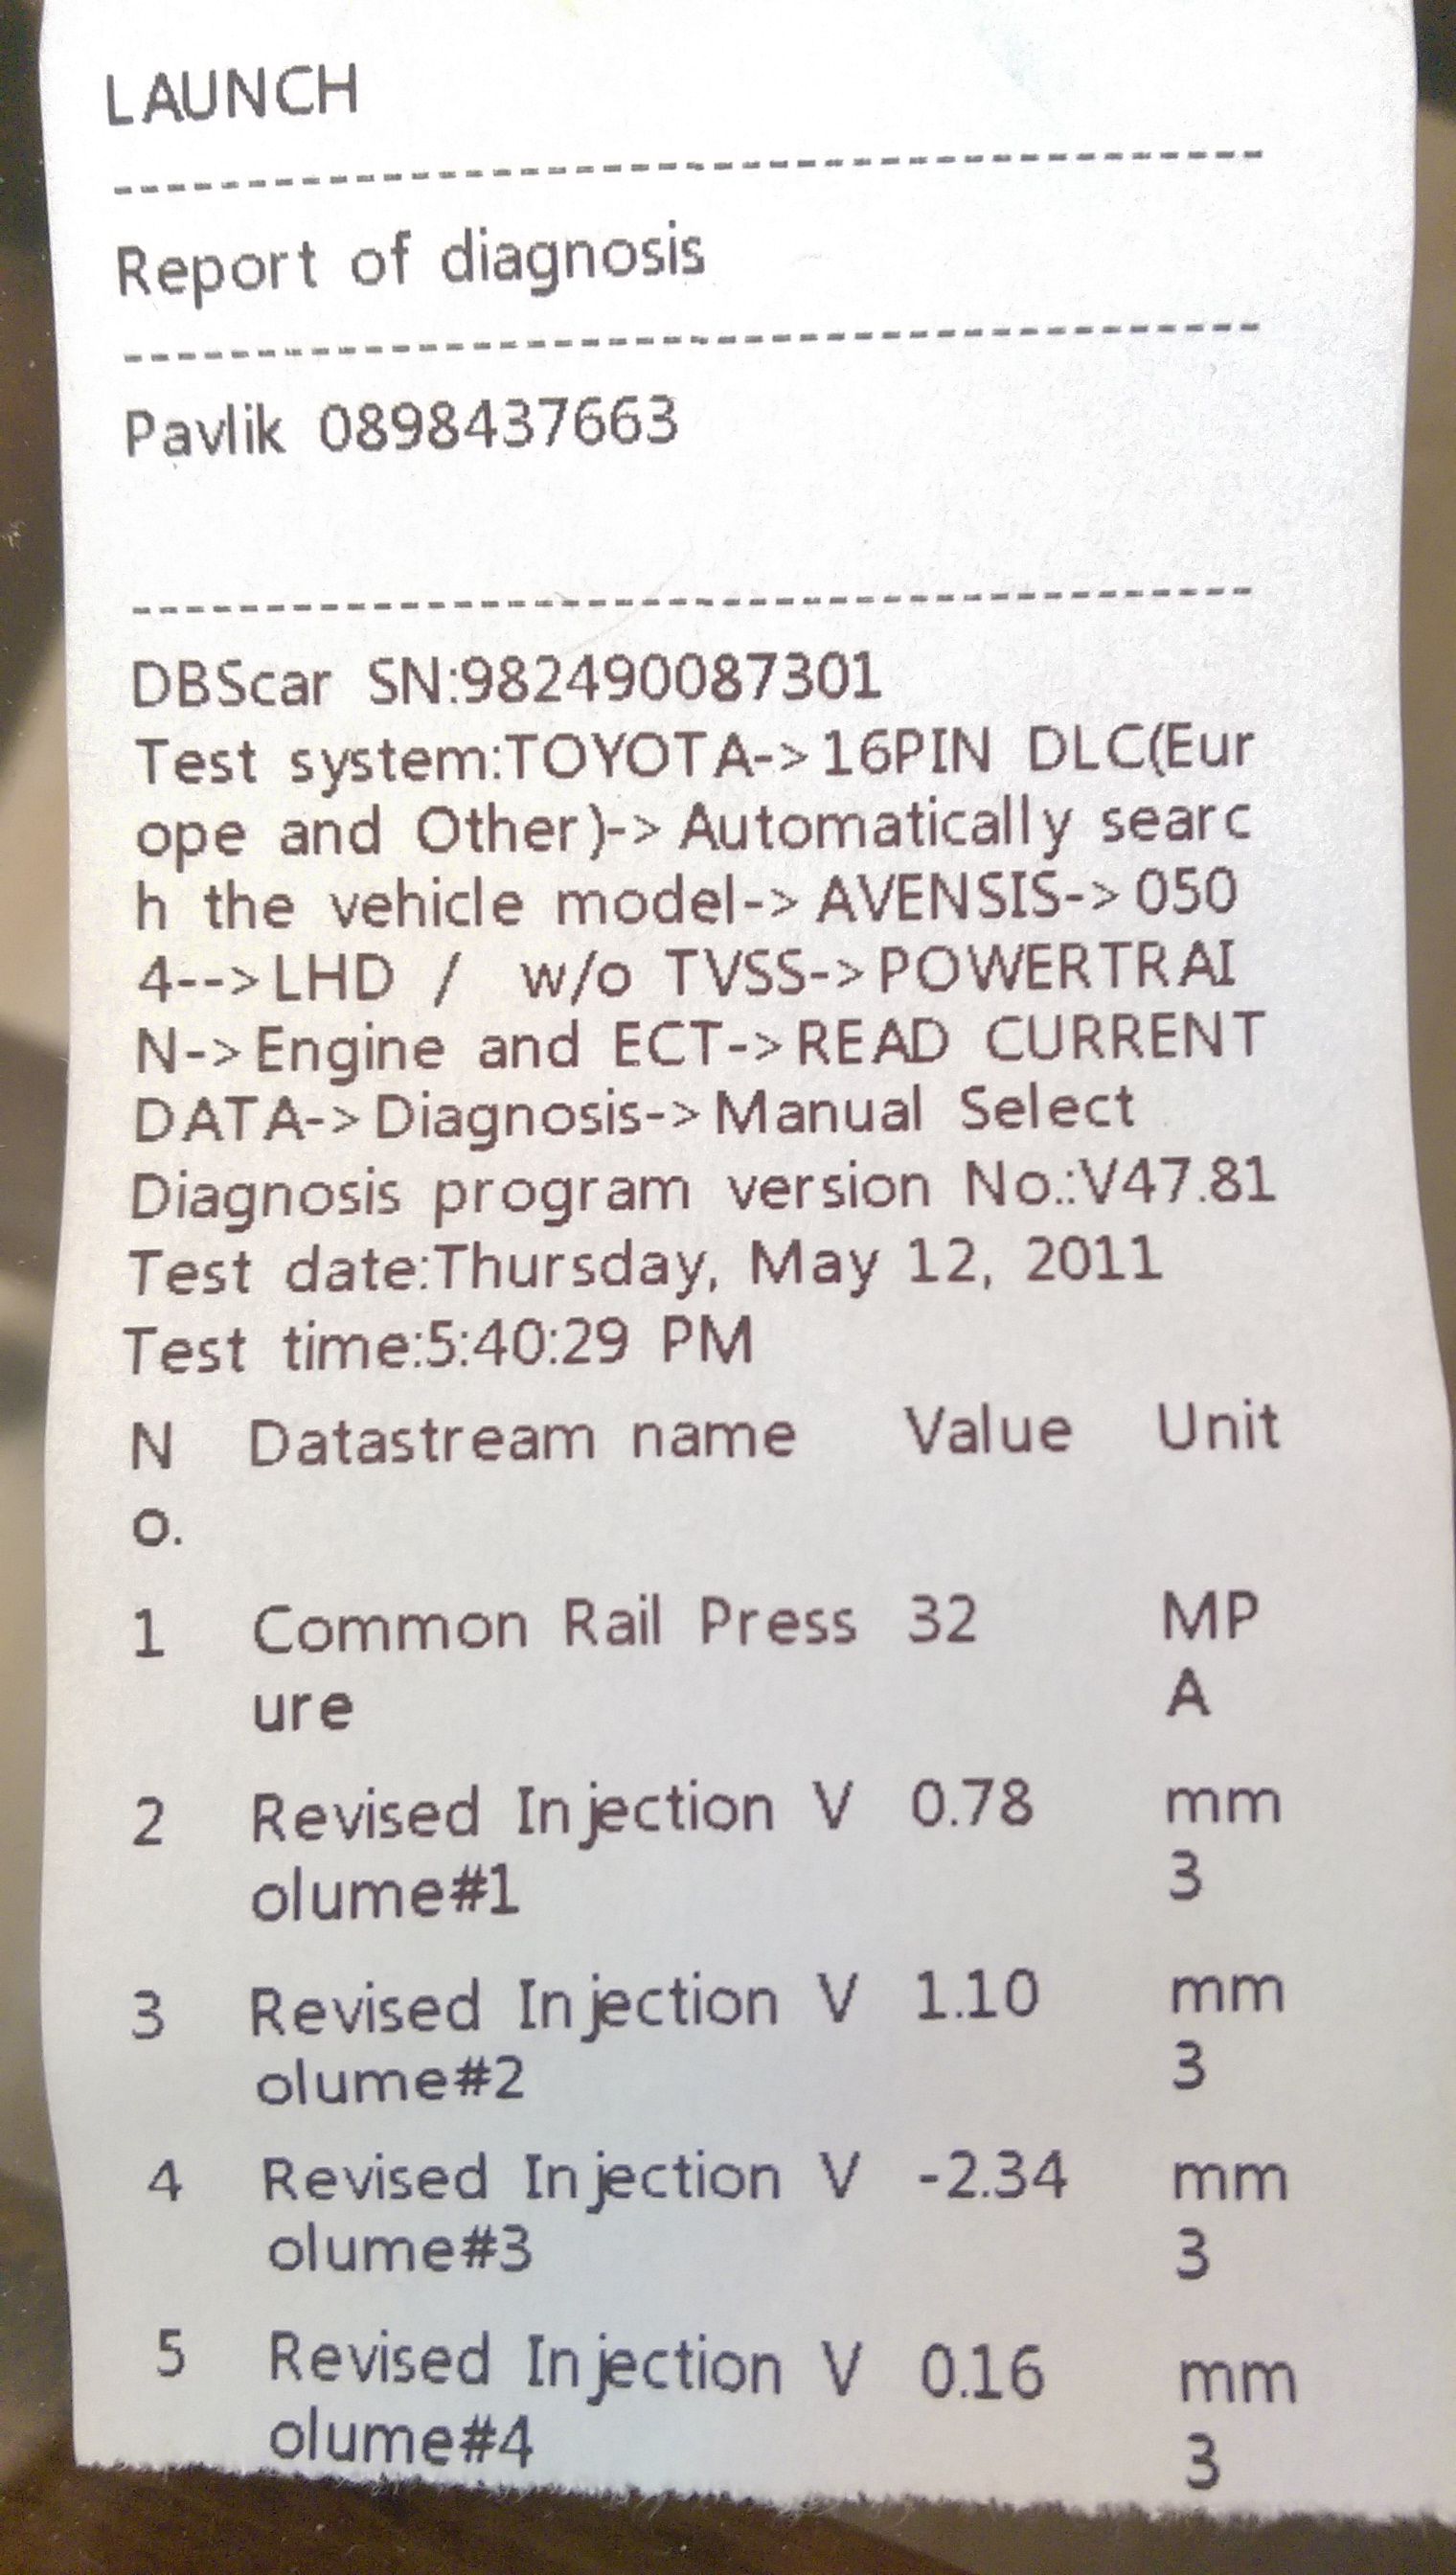 LAUNCH
--------------------------------------------
Report of diagnosis
--------------------------------------------
Pavlik 0898437663
--------------------------------------------
DBScar SN:982490087301
Test system:TOYOTA->16PIN DLC(Eur
ope and Other)->Automatically searc
h the vehicle model->AVENSIS->050
4-->LHD / w/o TVSS->POWERTRAI
N->Engine and ECT->READ CURRENT
DATA->Diagnosis->Manual Select
Diagnosis program version No.:V47.81
Test date:Thursday, May 12, 2011
Test time:5:40:29 PM
N Datastream name Value Unit
o.
1 Common Rail Press 32 MP
ure A
2 Revised Injection V 0.78 mm
olume#1 3
3 Revised Injection V 1.10 mm
olume#2 3
4 Revised Injection V -2.34 mm
olume#3 3
5 Revised Injection V 0.16 mm
olume#4 3